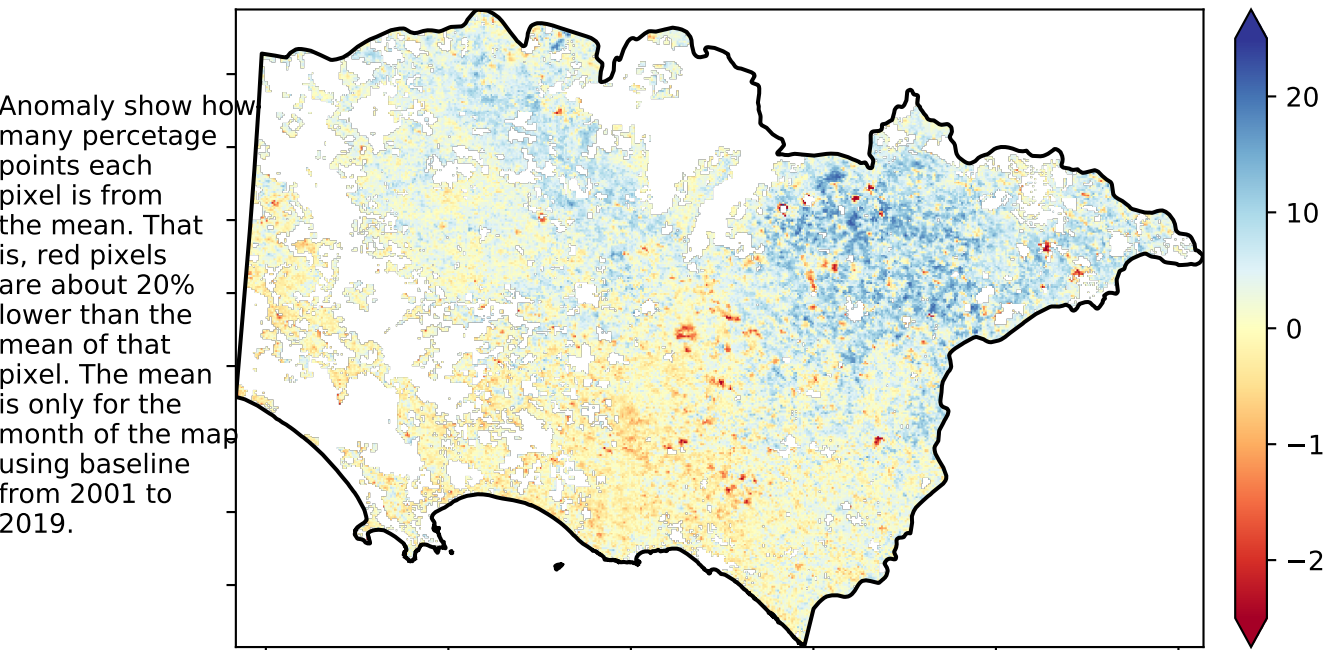 Anomaly show how
many percetage
points each
pixel is from
the mean. That
is, red pixels
are about 20%
lower than the
mean of that
pixel. The mean
is only for the
month of the map
using baseline
from 2001 to
2019.
20
10
0
−1
−2